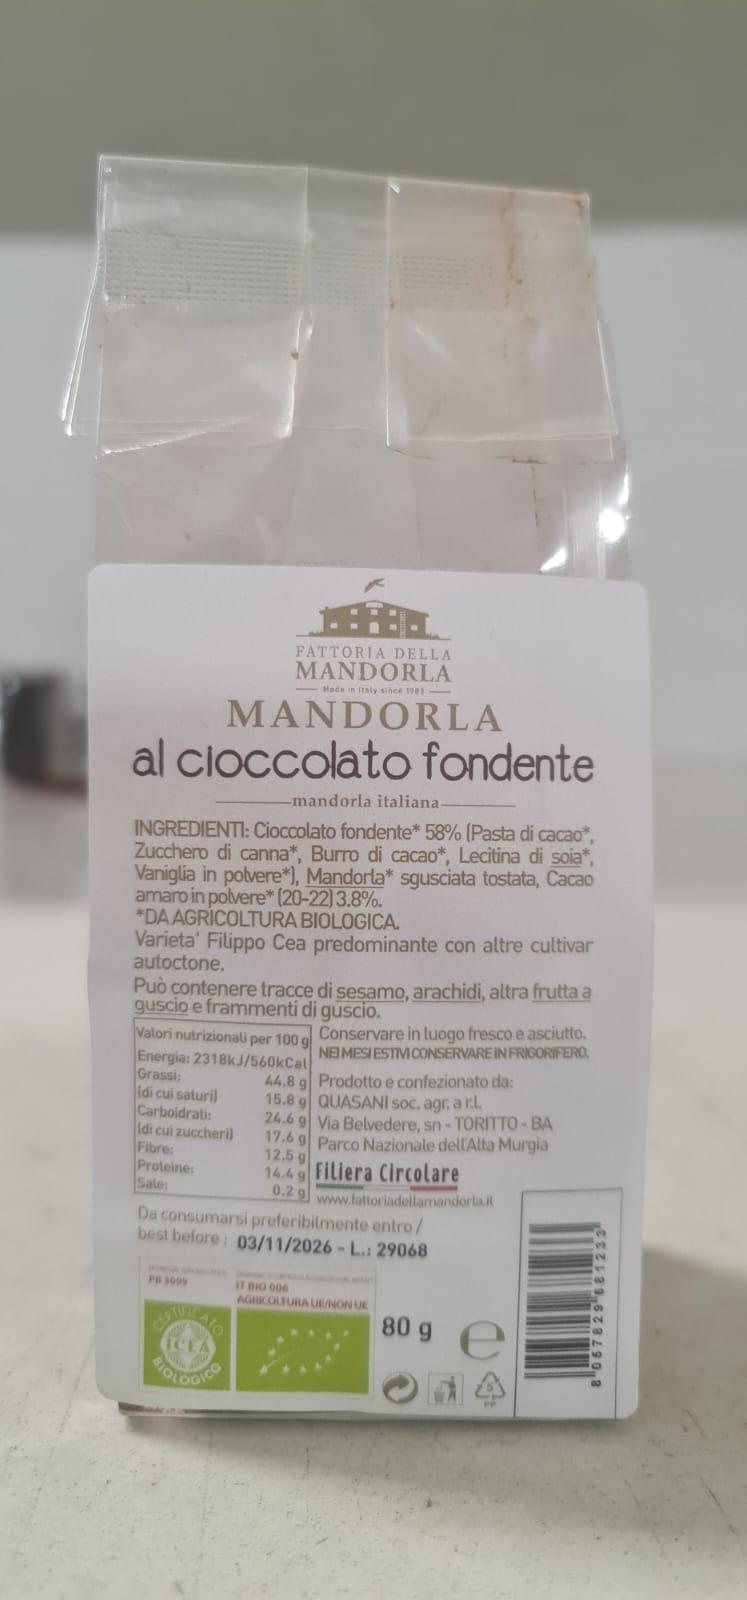 FATTORIA DELLA
MANDORLA
Made in Italy since 1983
MANDORLA
al cioccolato fondente
mandorla italiana
INGREDIENTI: Cioccolato fondente* 58% (Pasta di cacao*,
Zucchero di canna*, Burro di cacao*, Lecitina di soia*,
Vaniglia in polvere*), Mandorla* sgusciata tostata, Cacao
amaro in polvere* (20-22) 3.8%.
*DA AGRICOLTURA BIOLOGICA.
Varieta' Filippo Cea predominante con altre cultivar
autoctone.
Può contenere tracce di sesamo, arachidi, altra frutta a
guscio e frammenti di guscio.
Valori nutrizionali per 100 g
Energia: 2318kJ/560kCal
Grassi: 44.8 g
(di cui saturi) 15.8 g
Carboidrati: 24.6 g
(di cui zuccheri) 17.6 g
Fibre: 12.5 g
Proteine: 14.4 g
Sale: 0.2 g
Conservare in luogo fresco e asciutto.
NEI MESI ESTIVI CONSERVARE IN FRIGORIFERO.
Prodotto e confezionato da:
QUASANI soc. agr. a r.l.
Via Belvedere, sn - TORITTO - BA
Parco Nazionale dell'Alta Murgia
Filiera Circolare
www.fattoriadellamandorla.it
Da consumarsi preferibilmente entro /
best before : 03/11/2026 - L.: 29068
PB 3099
IT BIO 006
AGRICOLTURA UE/NON UE
CERTIFICATO
ICEA
BIOLOGICO
80 g e
5
PP
8 057829 681233